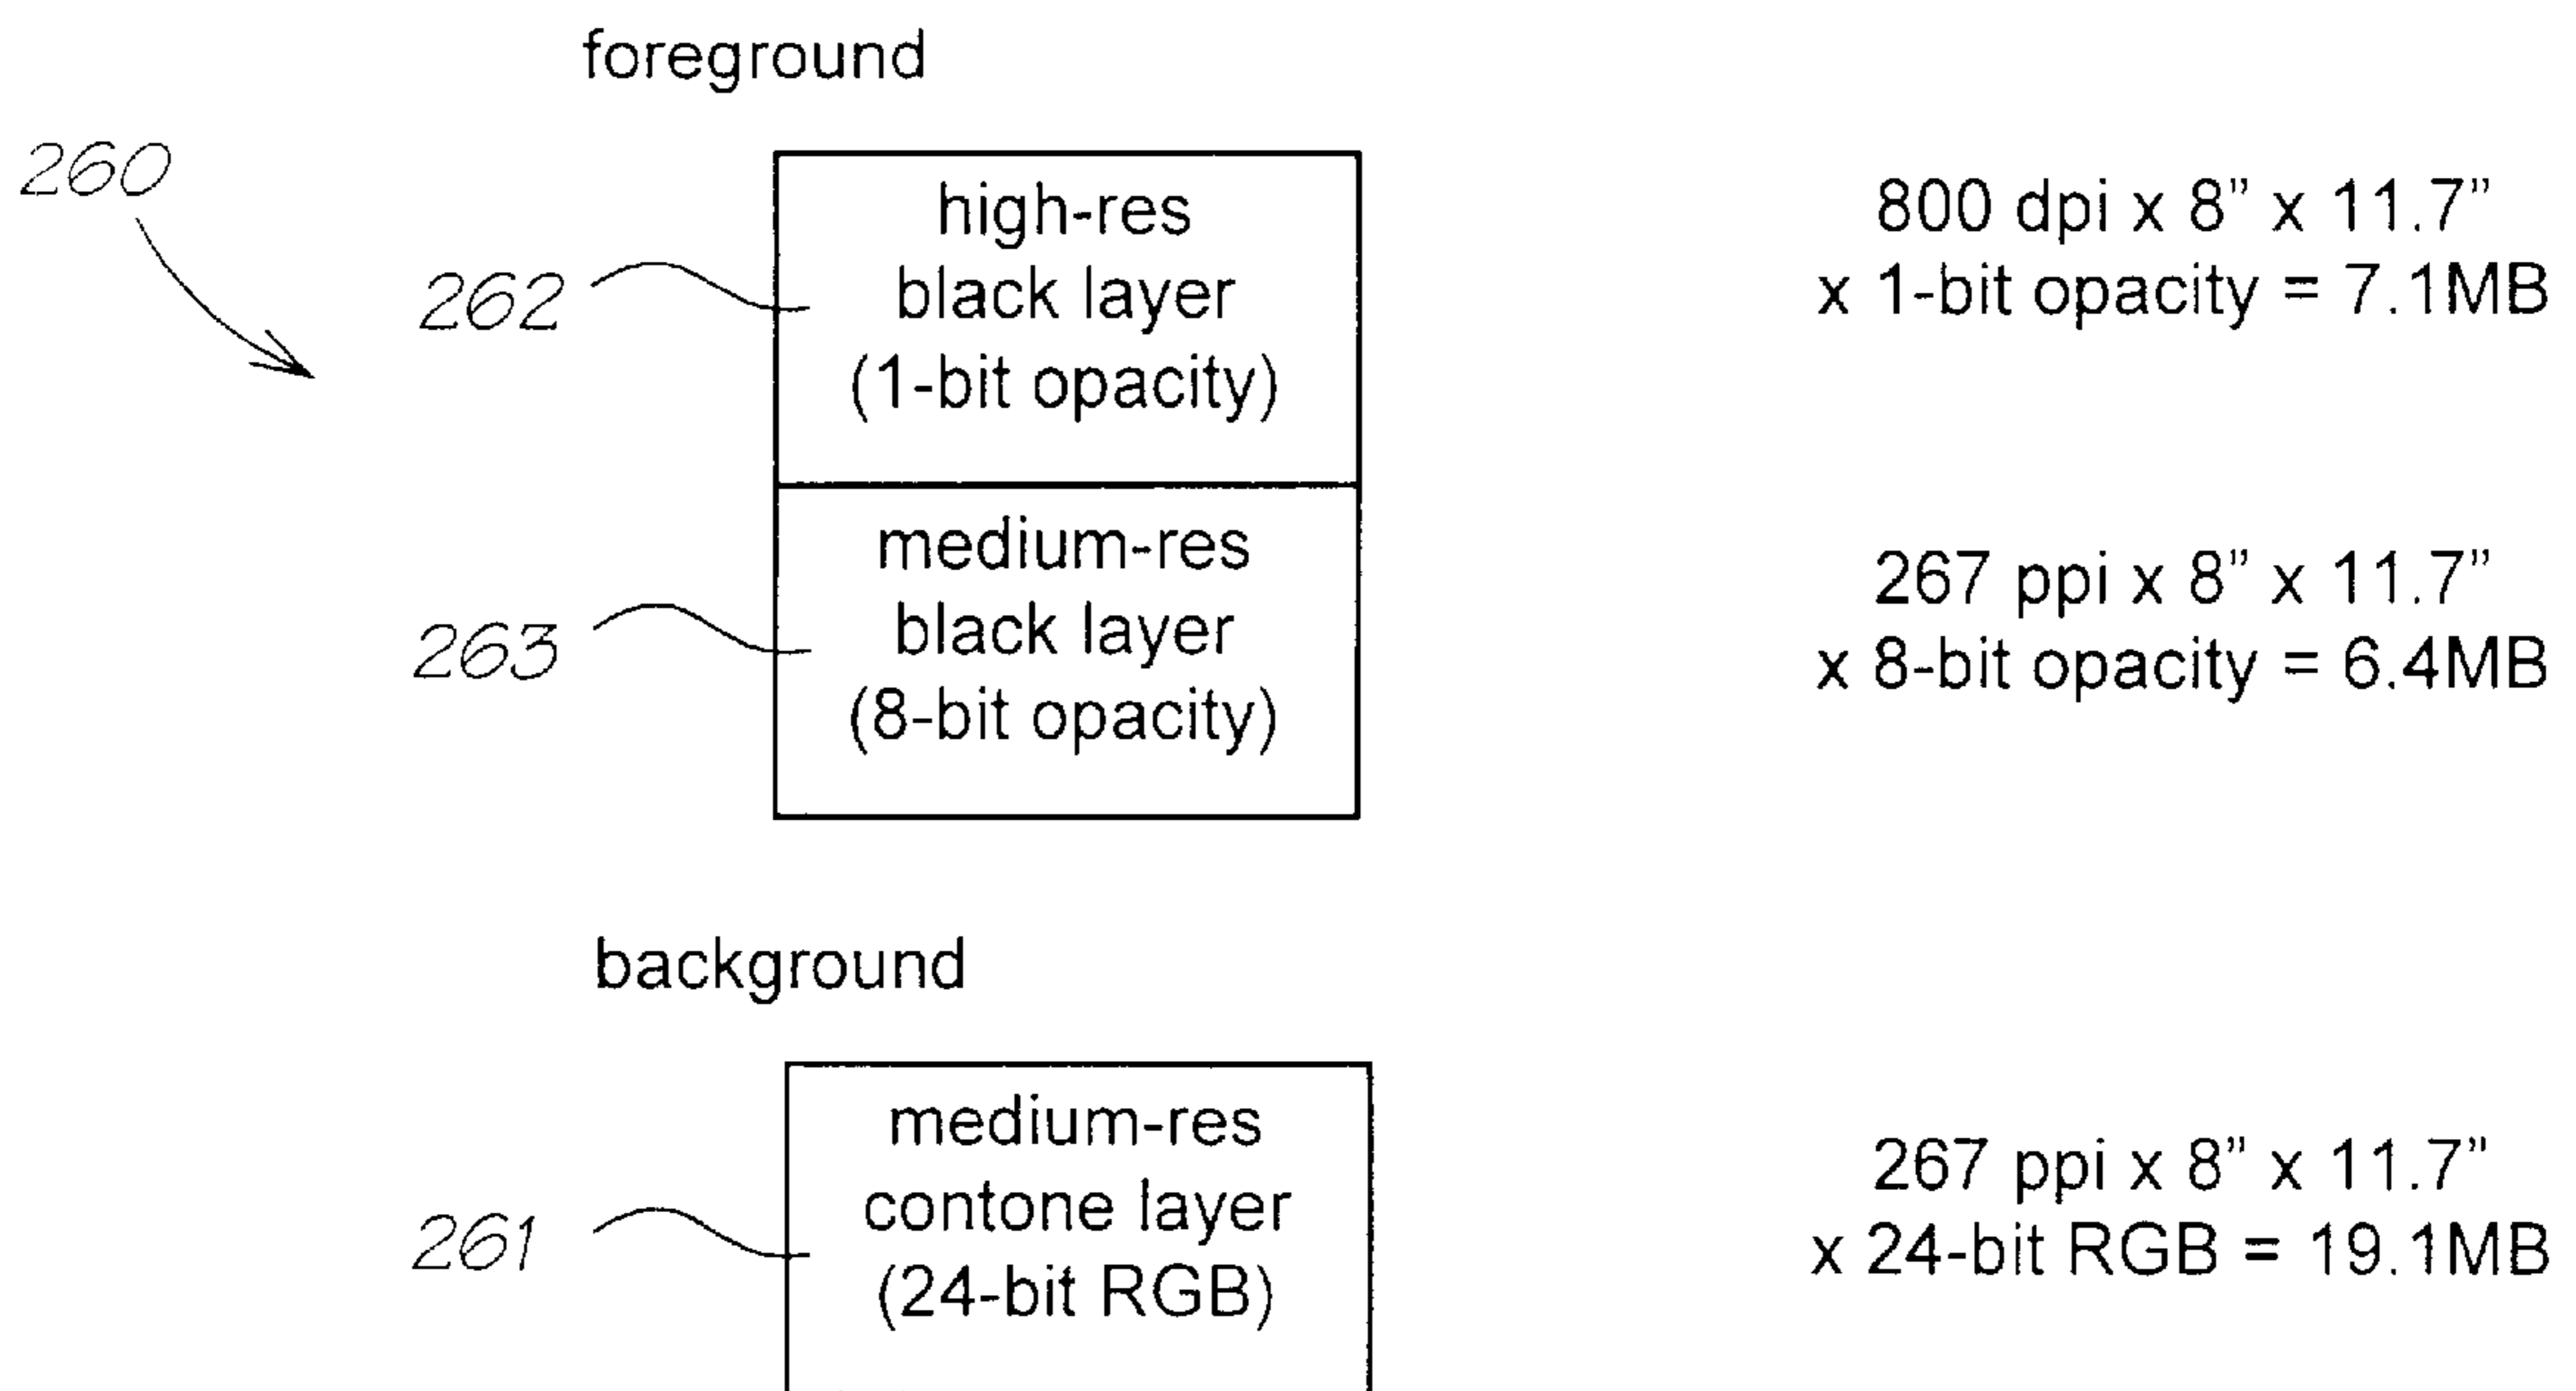 foreground
260
262
high-res
black layer
(1-bit opacity)
800 dpi x 8” x 11.7”
x 1-bit opacity = 7.1MB
263
medium-res
black layer
(8-bit opacity)
267 ppi x 8” x 11.7”
x 8-bit opacity = 6.4MB
background
261
medium-res
contone layer
(24-bit RGB)
267 ppi x 8” x 11.7”
x 24-bit RGB = 19.1MB